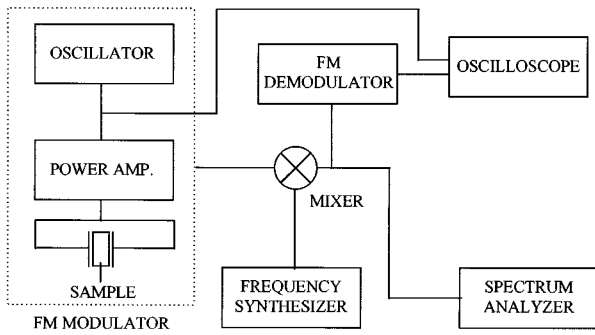 OSCILLATOR
FM
DEMODULATOR
OSCILLOSCOPE
POWER AMP.
MIXER
SAMPLE
FREQUENCY
SYNTHESIZER
SPECTRUM
ANALYZER
FM MODULATOR